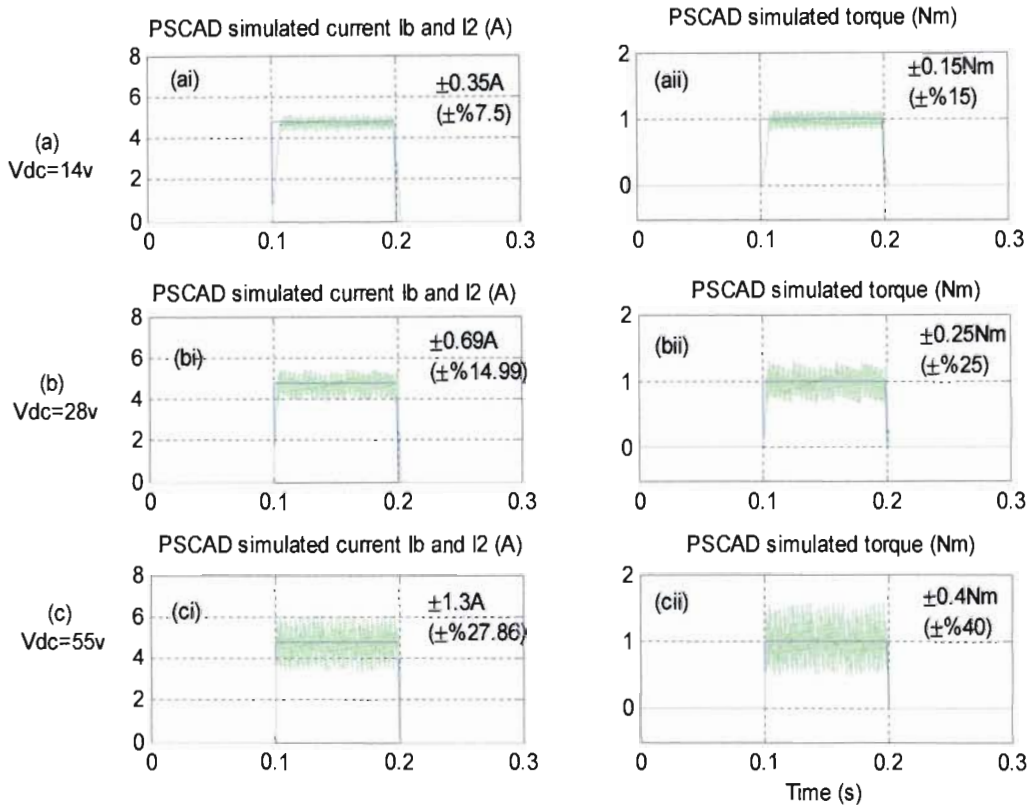 PSCAD simulated current Ib and I2 (A)
PSCAD simulated torque (Nm)
(a)
Vdc=14v
8
6
4
2
0
(ai)
±0.35A
(±%7.5)
0
0.1
0.2
0.3
2
1
0
(aii)
±0.15Nm
(±%15)
0
0.1
0.2
0.3
PSCAD simulated current Ib and I2 (A)
PSCAD simulated torque (Nm)
(b)
Vdc=28v
8
6
4
2
0
(bi)
±0.69A
(±%14.99)
0
0.1
0.2
0.3
2
1
0
(bii)
±0.25Nm
(±%25)
0
0.1
0.2
0.3
PSCAD simulated current Ib and I2 (A)
PSCAD simulated torque (Nm)
(c)
Vdc=55v
8
6
4
2
0
(ci)
±1.3A
(±%27.86)
0
0.1
0.2
0.3
2
1
0
(cii)
±0.4Nm
(±%40)
0
0.1
0.2
0.3
Time (s)